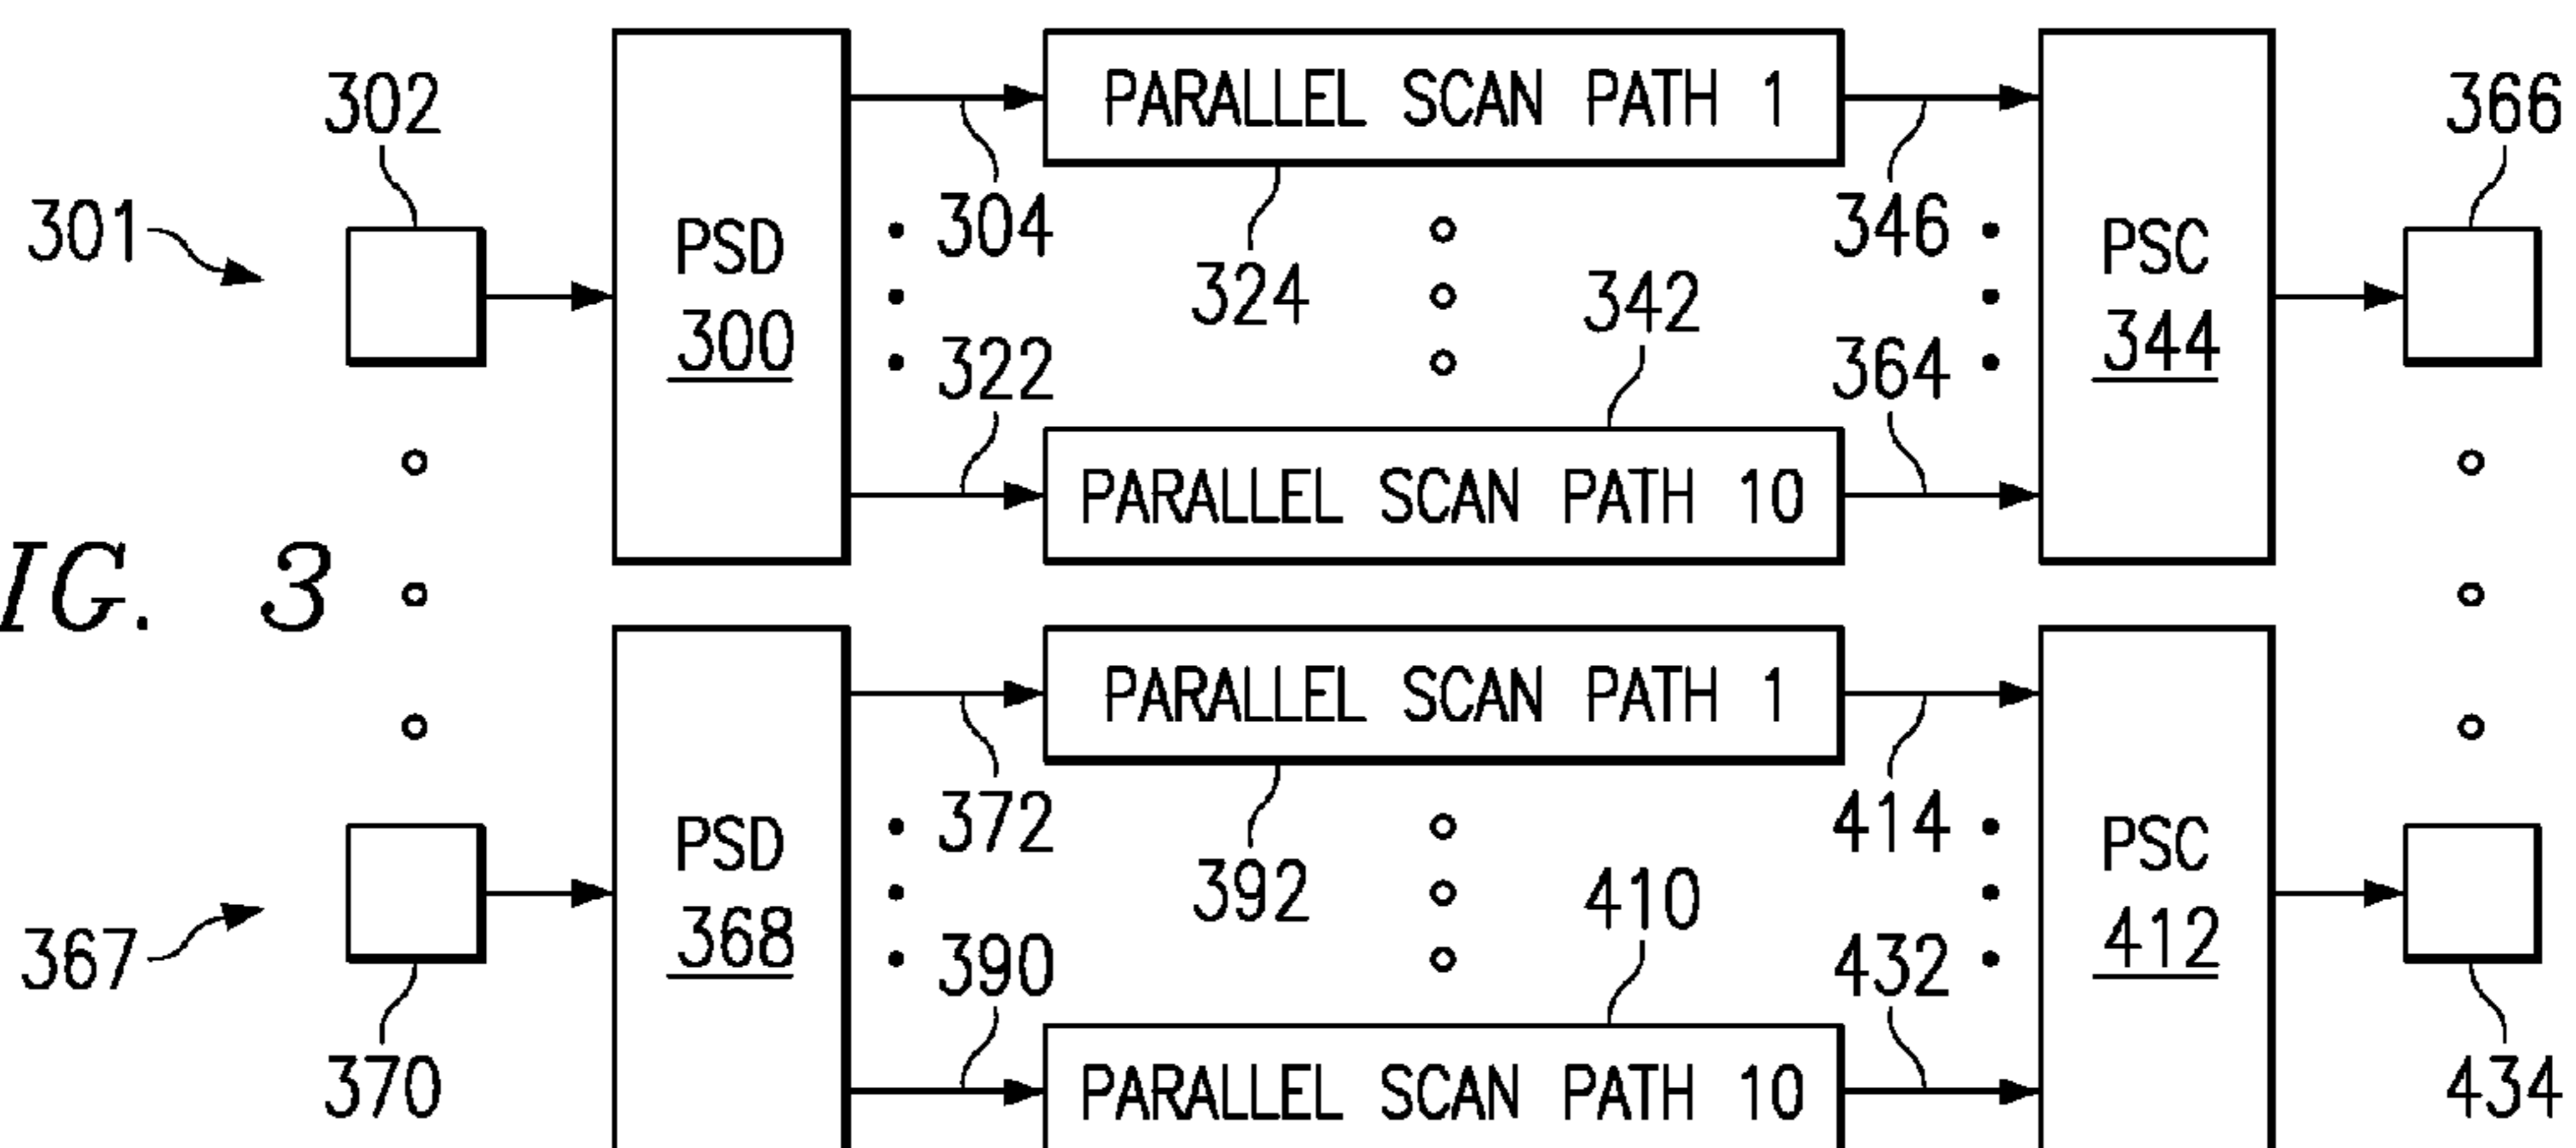 302
PARALLEL SCAN PATH 1
366
301
PSD
300
304
324
342
322
346
364
PSC
344
PARALLEL SCAN PATH 10
IG. 3
PARALLEL SCAN PATH 1
367
370
PSD
368
372
392
410
390
414
432
PSC
412
PARALLEL SCAN PATH 10
434